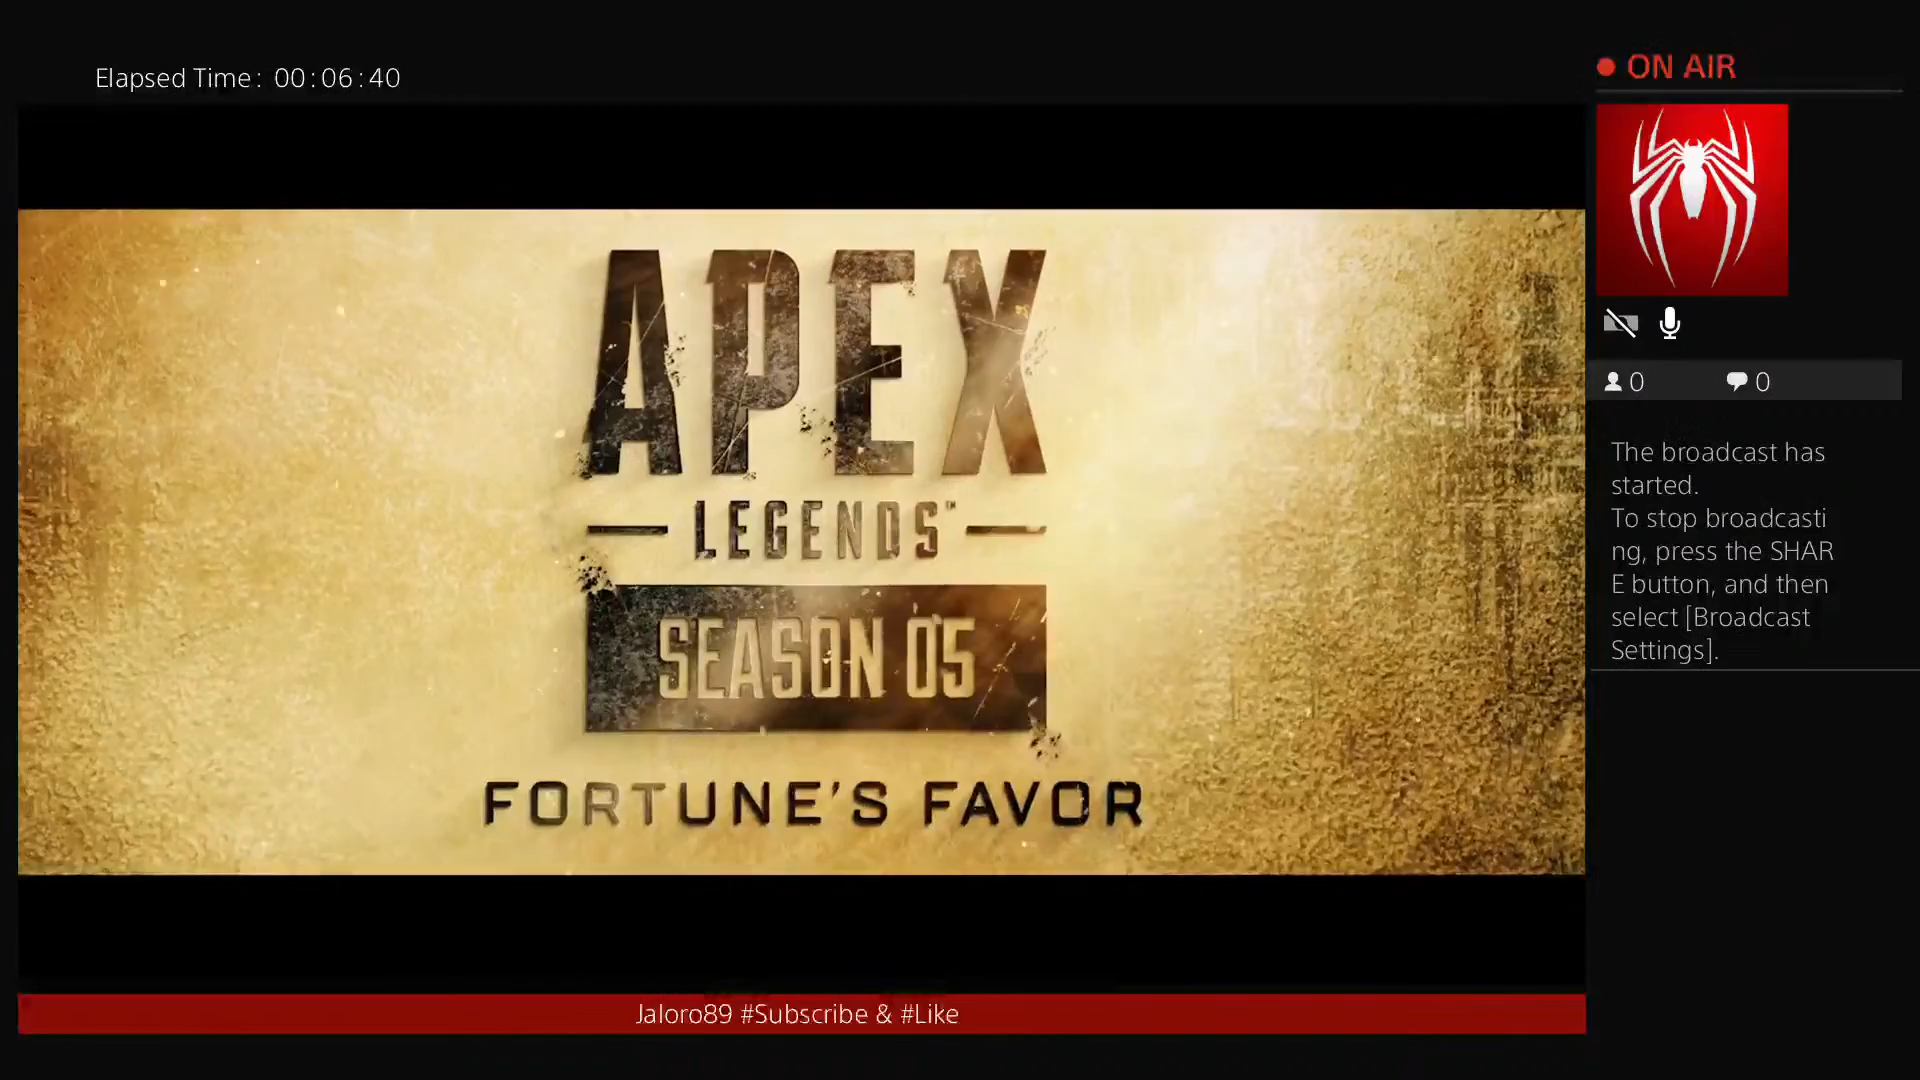 Elapsed Time: 00:06:40
ON AIR
APEX
LEGENDS™
SEASON 05
FORTUNE'S FAVOR
0 0
The broadcast has
started.
To stop broadcasti
ng, press the SHAR
E button, and then
select [Broadcast
Settings].
Jaloro89 #Subscribe & #Like